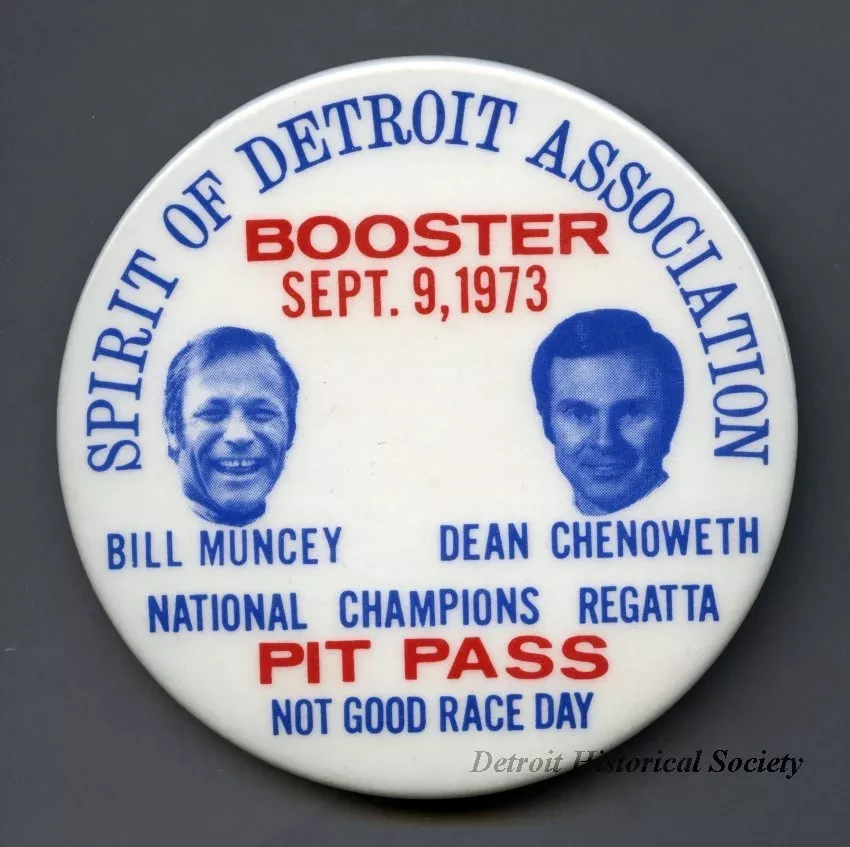 SPIRIT OF DETROIT ASSOCIATION
BOOSTER
SEPT. 9, 1973
BILL MUNCEY
DEAN CHENOWETH
NATIONAL CHAMPIONS REGATTA
PIT PASS
NOT GOOD RACE DAY
Detroit Historical Society